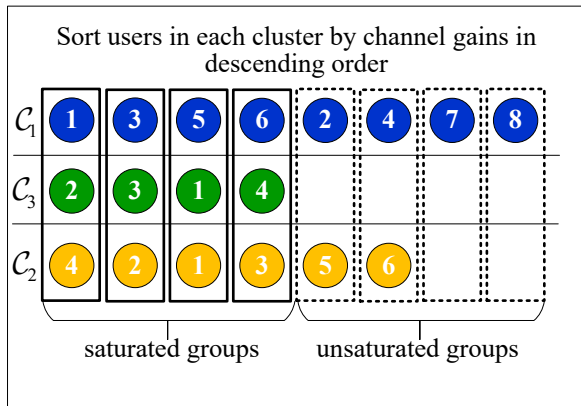 Sort users in each cluster by channel gains in
descending order
C1 1 3 5 6 2 4 7 8
C3 2 3 1 4
C2 4 2 1 3 5 6
saturated groups unsaturated groups